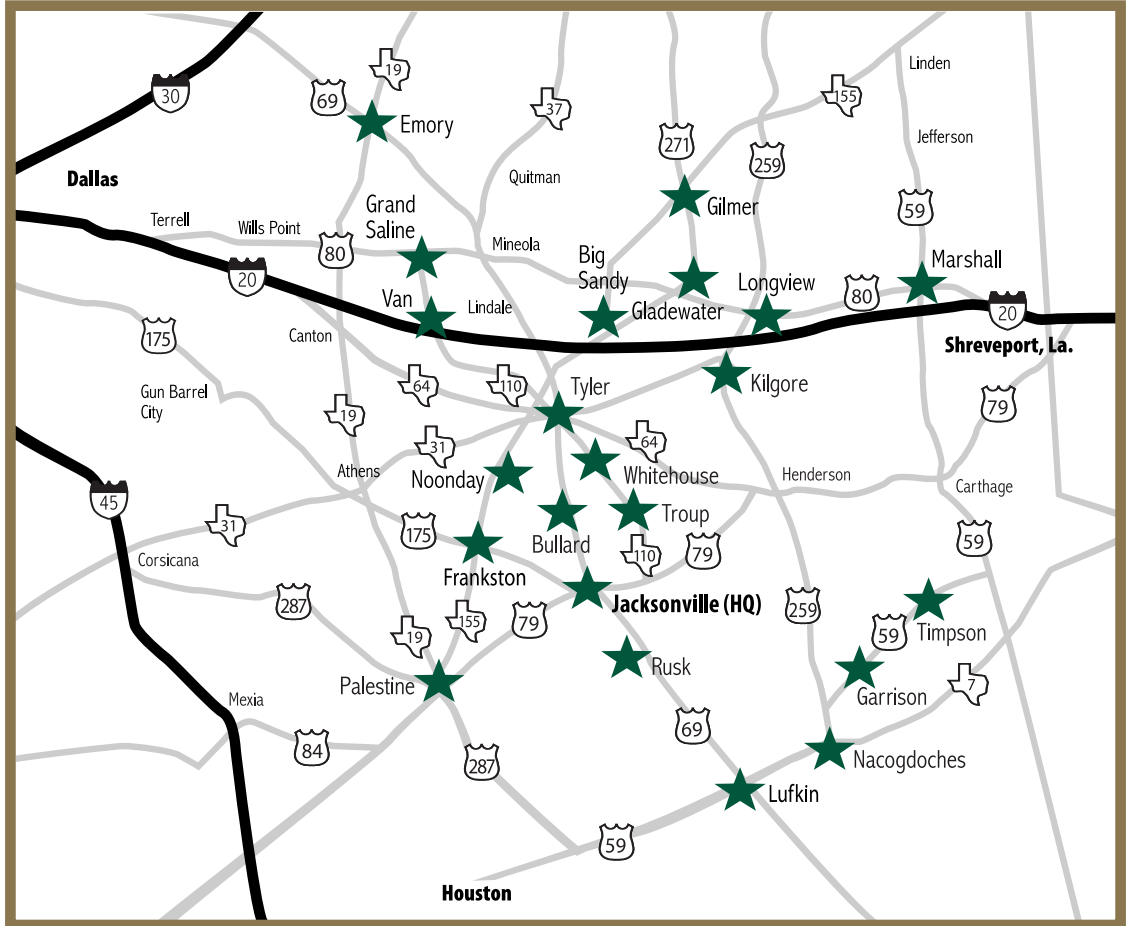 19
Linden
30
69
155
37
Emory
271
Jefferson
259
Dallas
Quitman
Grand
Saline
Gilmer
59
Terrell
Wills Point
80
Mineola
Big
Sandy
Marshall
20
Longview
80
Van
Lindale
Gladewater
20
175
Canton
Shreveport, La.
Gun Barrel
City
64
110
Tyler
Kilgore
19
79
31
64
Athens
Noonday
Whitehouse
Henderson
45
Carthage
31
175
Bullard
Troup
59
Corsicana
110
79
Frankston
287
Jacksonville (HQ)
259
155
79
19
59
Timpson
Palestine
Rusk
7
Garrison
Mexia
69
84
287
Nacogdoches
Lufkin
59
Houston